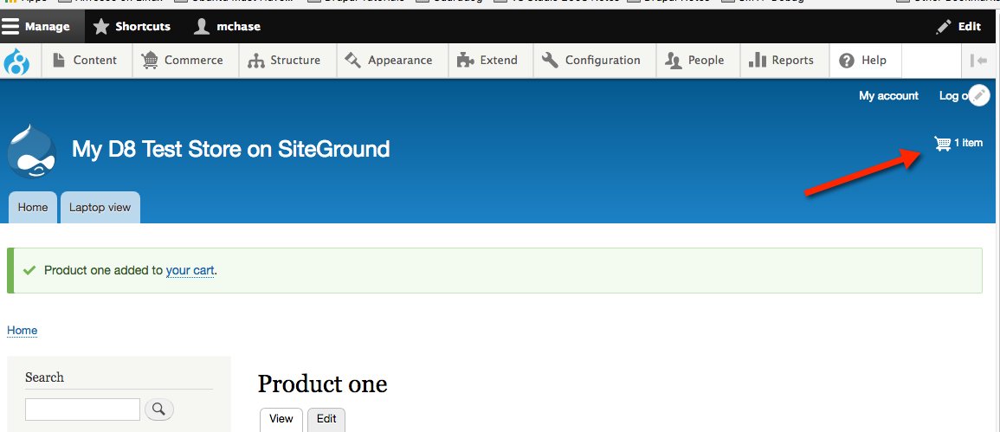 Manage Shortcuts mchase Edit
Content Commerce Structure Appearance Extend Configuration People Reports Help
My account Log o
My D8 Test Store on SiteGround
1 item
Home Laptop view
Product one added to your cart.
Home
Search
Product one
View Edit